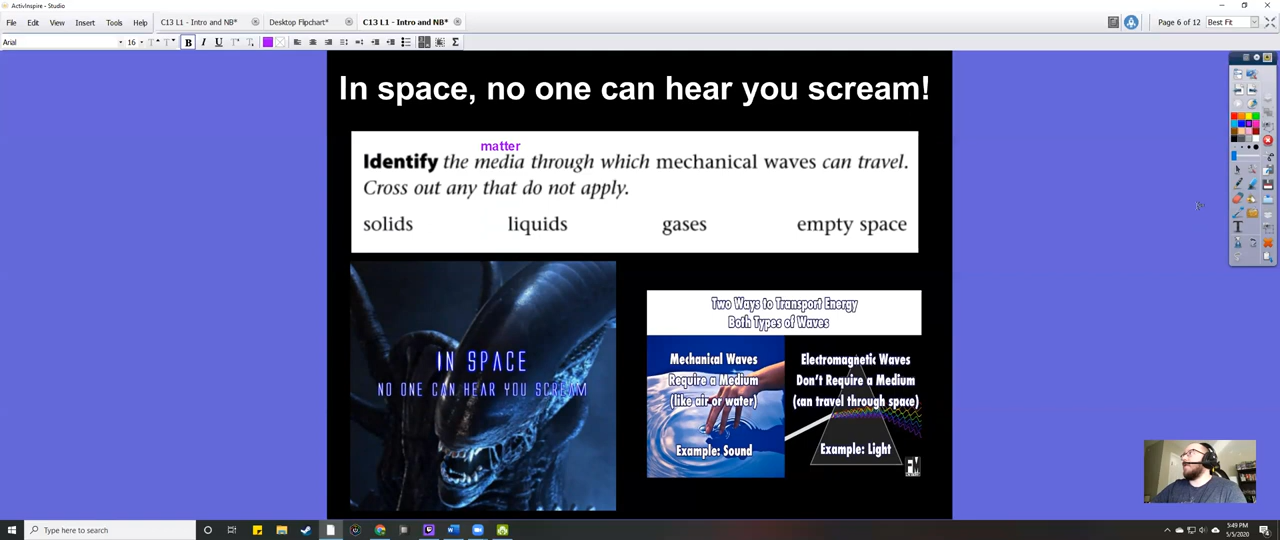 ActivInspire - Studio
File Edit View Insert Tools Help
C13 L1 - Intro and NB*
Desktop Flipchart*
C13 L1 - Intro and NB*
Page 6 of 12
Best Fit
Arial
16
B I U
In space, no one can hear you scream!
matter
Identify the media through which mechanical waves can travel.
Cross out any that do not apply.
solids liquids gases empty space
IN SPACE
NO ONE CAN HEAR YOU SCREAM
Two Ways to Transport Energy
Both Types of Waves
Mechanical Waves
Require a Medium
(like air or water)
Example: Sound
Electromagnetic Waves
Don't Require a Medium
(can travel through space)
Example: Light
Type here to search
5:49 PM
5/5/2020